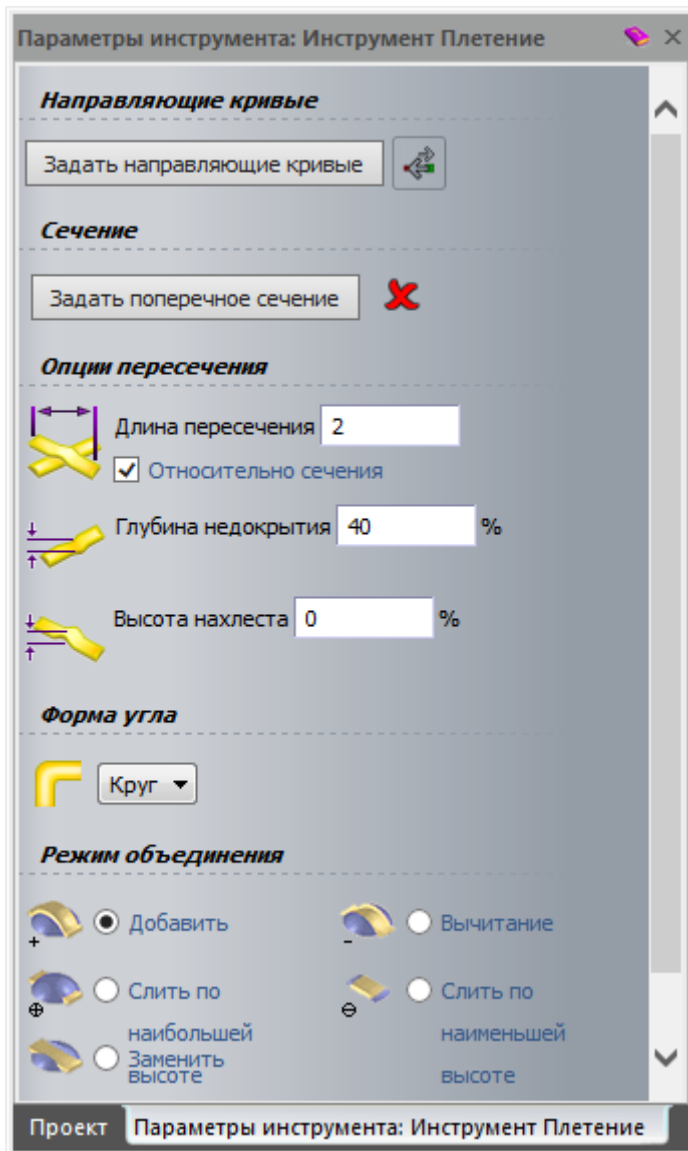 Параметры инструмента: Инструмент Плетение
Направляющие кривые
Задать направляющие кривые
Сечение
Задать поперечное сечение
Опции пересечения
Длина пересечения 2
Относительно сечения
Глубина недокрытия 40 %
Высота нахлеста 0 %
Форма угла
Круг
Режим объединения
Добавить
Вычитание
Слить по
наибольшей
высоте
Слить по
наименьшей
высоте
Заменить
Проект
Параметры инструмента: Инструмент Плетение